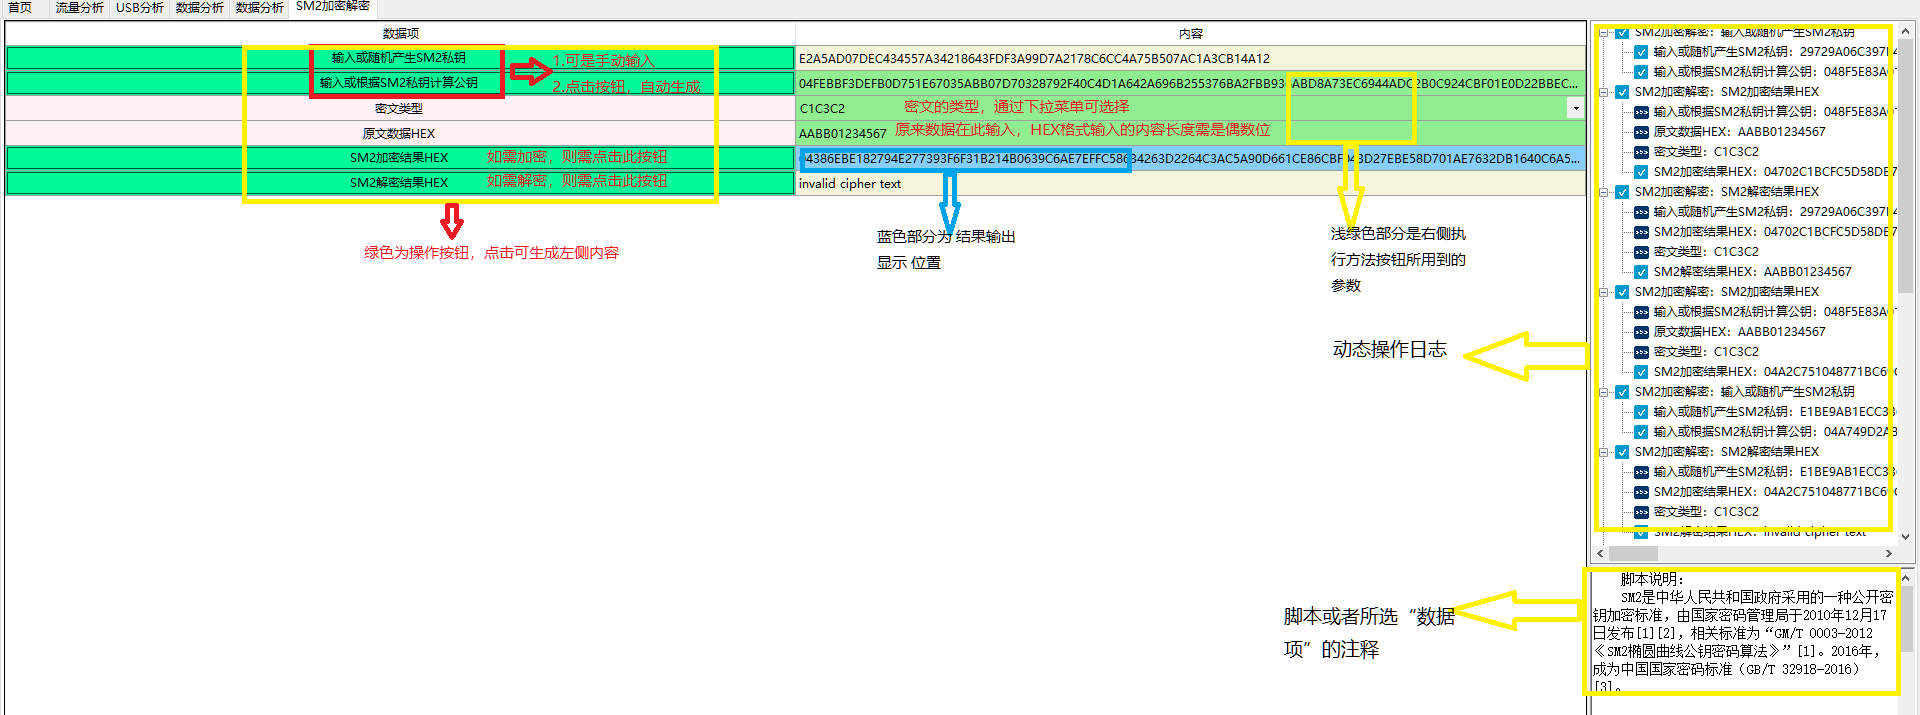 首页 流量分析 USB分析 数据分析 数据分析 SM2加密解密
数据项 内容
输入或随机产生SM2私钥 1.可是手动输入 E2A5AD07DEC434557A34218643FDF3A99D7A2178C6CC4A75B507AC1A3CB14A12
输入或根据SM2私钥计算公钥 2.点击按钮，自动生成 04FEBBF3DEFB0D751E67035ABB07D70328792F40C4D1A642A696B255376BA2FBB93 ABD8A73EC6944ADC2B0C924CBF01E0D22BBEC...
密文类型 C1C3C2 密文的类型，通过下拉菜单可选择
原文数据HEX AABB01234567 原来数据在此输入，HEX格式输入的内容长度需是偶数位
SM2加密结果HEX 如需加密，则需点击此按钮 04386EBE182794E277393F6F31B214B0639C6AE7EFFC586 4263D2264C3AC5A90D661CE86CBF D27EBE58D701AE7632DB1640C6A5...
SM2解密结果HEX 如需解密，则需点击此按钮 invalid cipher text
绿色为操作按钮，点击可生成左侧内容
蓝色部分为 结果输出
显示 位置
浅绿色部分是右侧执
行方法按钮所用到的
参数
动态操作日志
脚本或者所选“数据
项”的注释
SM2加密解密：输入或随机产生SM2私钥
输入或随机产生SM2私钥：29729A06C397
输入或根据SM2私钥计算公钥：048F5E83A
SM2加密解密：SM2加密结果HEX
输入或根据SM2私钥计算公钥：048F5E83A
原文数据HEX：AABB01234567
密文类型：C1C3C2
SM2加密结果HEX：04702C1BCFC5D58DE
SM2加密解密：SM2解密结果HEX
输入或随机产生SM2私钥：29729A06C397
SM2加密结果HEX：04702C1BCFC5D58DE
密文类型：C1C3C2
SM2解密结果HEX：AABB01234567
SM2加密解密：SM2加密结果HEX
输入或根据SM2私钥计算公钥：048F5E83A
原文数据HEX：AABB01234567
密文类型：C1C3C2
SM2加密结果HEX：04A2C751048771BC
SM2加密解密：输入或随机产生SM2私钥
输入或随机产生SM2私钥：E1BE9AB1ECC3
输入或根据SM2私钥计算公钥：04A749D2A
SM2加密解密：SM2解密结果HEX
输入或随机产生SM2私钥：E1BE9AB1ECC3
SM2加密结果HEX：04A2C751048771BC
密文类型：C1C3C2
SM2解密结果HEX：invalid cipher text
脚本说明：
SM2是中华人民共和国政府采用的一种公开密
钥加密标准，由国家密码管理局于2010年12月17
日发布[1][2]，相关标准为“GM/T 0003-2012
《SM2椭圆曲线公钥密码算法》”[1]。2016年，
成为中国国家密码标准（GB/T 32918-2016）
[3]。